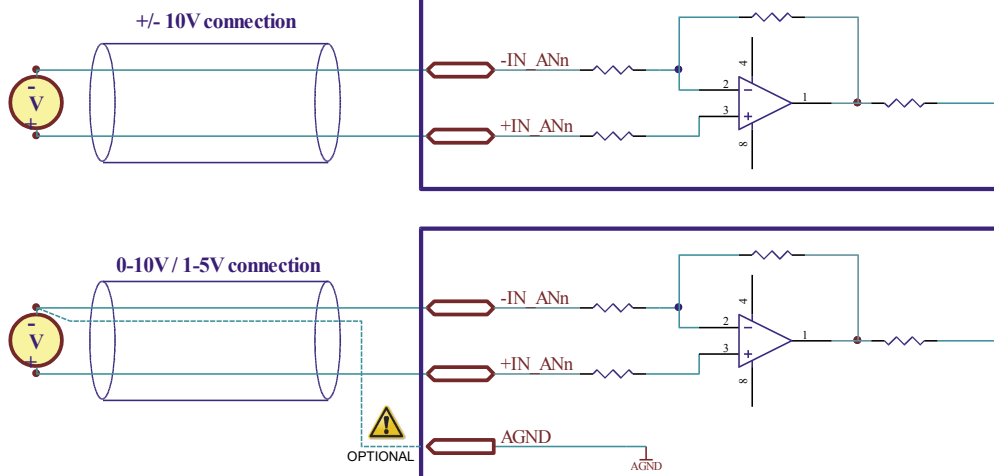 +/- 10V connection
-IN_ANn
+IN_ANn
-
V
+
4
2
-
3
+
1
8
0-10V / 1-5V connection
-IN_ANn
+IN_ANn
-
V
+
4
2
-
3
+
1
8
AGND
AGND
OPTIONAL